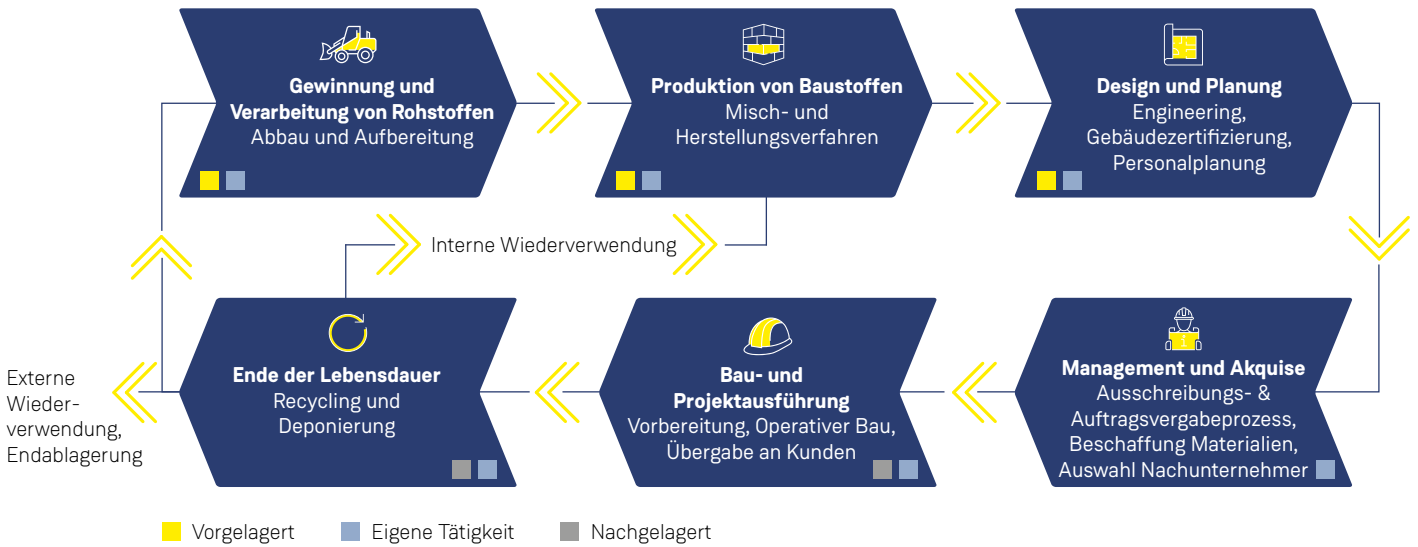 Gewinnung und
Verarbeitung von Rohstoffen
Abbau und Aufbereitung
Produktion von Baustoffen
Misch- und
Herstellungsverfahren
Design und Planung
Engineering,
Gebäudezertifizierung,
Personalplanung
Interne Wiederverwendung
Management und Akquise
Ausschreibungs- &
Auftragsvergabeprozess,
Beschaffung Materialien,
Auswahl Nachunternehmer
Bau- und
Projektausführung
Vorbereitung, Operativer Bau,
Übergabe an Kunden
Ende der Lebensdauer
Recycling und
Deponierung
Externe
Wieder-
verwendung,
Endablagerung
Vorgelagert
Eigene Tätigkeit
Nachgelagert